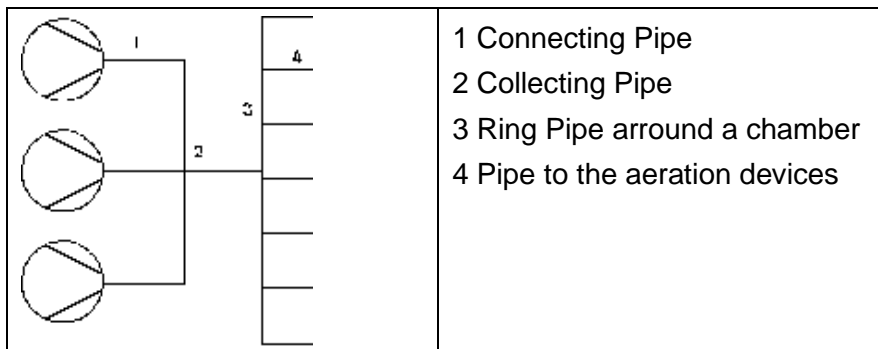 1
4
3
2
1 Connecting Pipe
2 Collecting Pipe
3 Ring Pipe arround a chamber
4 Pipe to the aeration devices